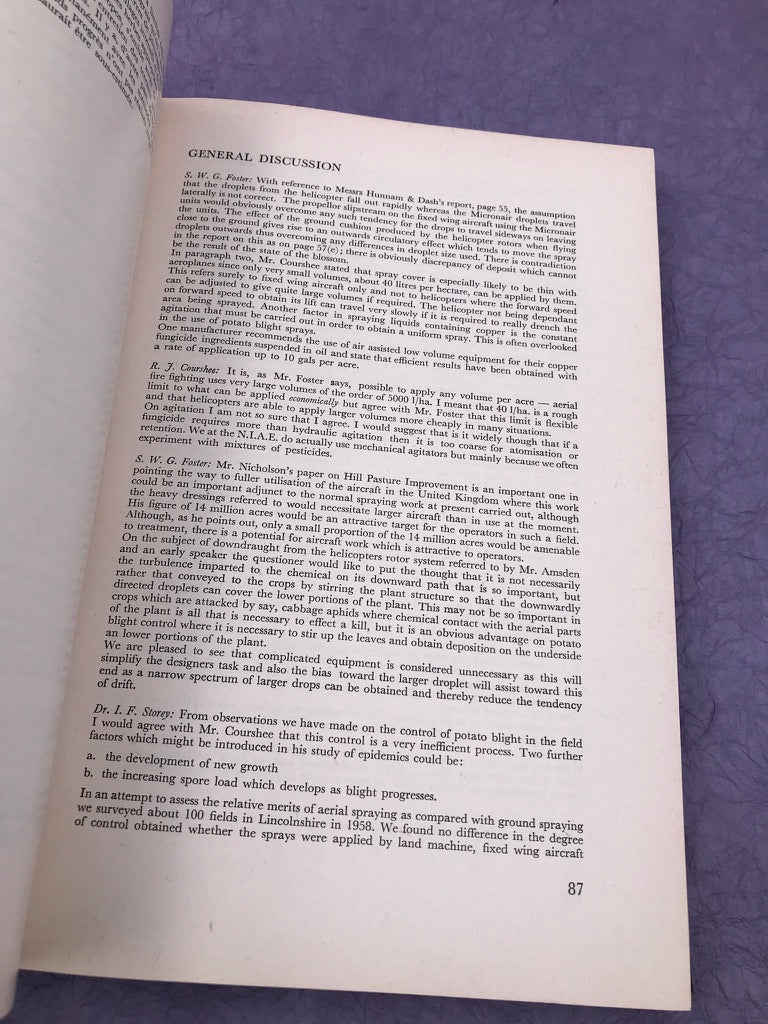 GENERAL DISCUSSION
S. W. G. Foster: With reference to Messrs Hunnam & Dash's report, page 55, the assumption
that the droplets from the helicopter fall out rapidly whereas the Micronair droplets travel
laterally is not correct. The propellor slipstream on the fixed wing aircraft using the Micronair
units would obviously overcome any such tendency for the drops to travel sideways on leaving
the units. The effect of the ground cushion produced by the helicopter rotors when flying
close to the ground gives rise to an outwards circulatory effect which tends to move the spray
droplets outwards thus overcoming any differences in droplet size used. There is contradiction
in the report on this as on page 57(e); there is obviously discrepancy of deposit which cannot
be the result of the state of the blossom.
In paragraph two, Mr. Courshee stated that spray cover is especially likely to be thin with
aeroplanes since only very small volumes, about 40 litres per hectare, can be applied by them.
This refers surely to fixed wing aircraft only and not to helicopters where the forward speed
can be adjusted to give quite large volumes if required. The helicopter not being dependant
on forward speed to obtain its lift can travel very slowly if it is required to really drench the
area being sprayed. Another factor in spraying liquids containing copper is the constant
agitation that must be carried out in order to obtain a uniform spray. This is often overlooked
in the use of potato blight sprays.
One manufacturer recommends the use of air assisted low volume equipment for their copper
fungicide ingredients suspended in oil and state that efficient results have been obtained with
a rate of application up to 10 gals per acre.
R. J. Courshee: It is, as Mr. Foster says, possible to apply any volume per acre — aerial
fire fighting uses very large volumes of the order of 5000 l/ha. I meant that 40 l/ha. is a rough
limit to what can be applied economically but agree with Mr. Foster that this limit is flexible
and that helicopters are able to apply larger volumes more cheaply in many situations.
On agitation I am not so sure that I agree. I would suggest that is it widely though that if a
fungicide requires more than hydraulic agitation then it is too coarse for atomisation or
retention. We at the N.I.A.E. do actually use mechanical agitators but mainly because we often
experiment with mixtures of pesticides.
S. W. G. Foster: Mr. Nicholson's paper on Hill Pasture Improvement is an important one in
pointing the way to fuller utilisation of the aircraft in the United Kingdom where this work
could be an important adjunct to the normal spraying work at present carried out, although
the heavy dressings referred to would necessitate larger aircraft than in use at the moment.
His figure of 14 million acres would be an attractive target for the operators in such a field.
Although, as he points out, only a small proportion of the 14 million acres would be amenable
to treatment, there is a potential for aircraft work which is attractive to operators.
On the subject of downdraught from the helicopters rotor system referred to by Mr. Amsden
and an early speaker the questioner would like to put the thought that it is not necessarily
the turbulence imparted to the chemical on its downward path that is so important, but
rather that conveyed to the crops by stirring the plant structure so that the downwardly
directed droplets can cover the lower portions of the plant. This may not be so important in
crops which are attacked by say, cabbage aphids where chemical contact with the aerial parts
of the plant is all that is necessary to effect a kill, but it is an obvious advantage on potato
blight control where it is necessary to stir up the leaves and obtain deposition on the underside
an lower portions of the plant.
We are pleased to see that complicated equipment is considered unnecessary as this will
simplify the designers task and also the bias toward the larger droplet will assist toward this
end as a narrow spectrum of larger drops can be obtained and thereby reduce the tendency
of drift.
Dr. I. F. Storey: From observations we have made on the control of potato blight in the field
I would agree with Mr. Courshee that this control is a very inefficient process. Two further
factors which might be introduced in his study of epidemics could be:
a. the development of new growth
b. the increasing spore load which develops as blight progresses.
In an attempt to assess the relative merits of aerial spraying as compared with ground spraying
we surveyed about 100 fields in Lincolnshire in 1958. We found no difference in the degree
of control obtained whether the sprays were applied by land machine, fixed wing aircraft
87